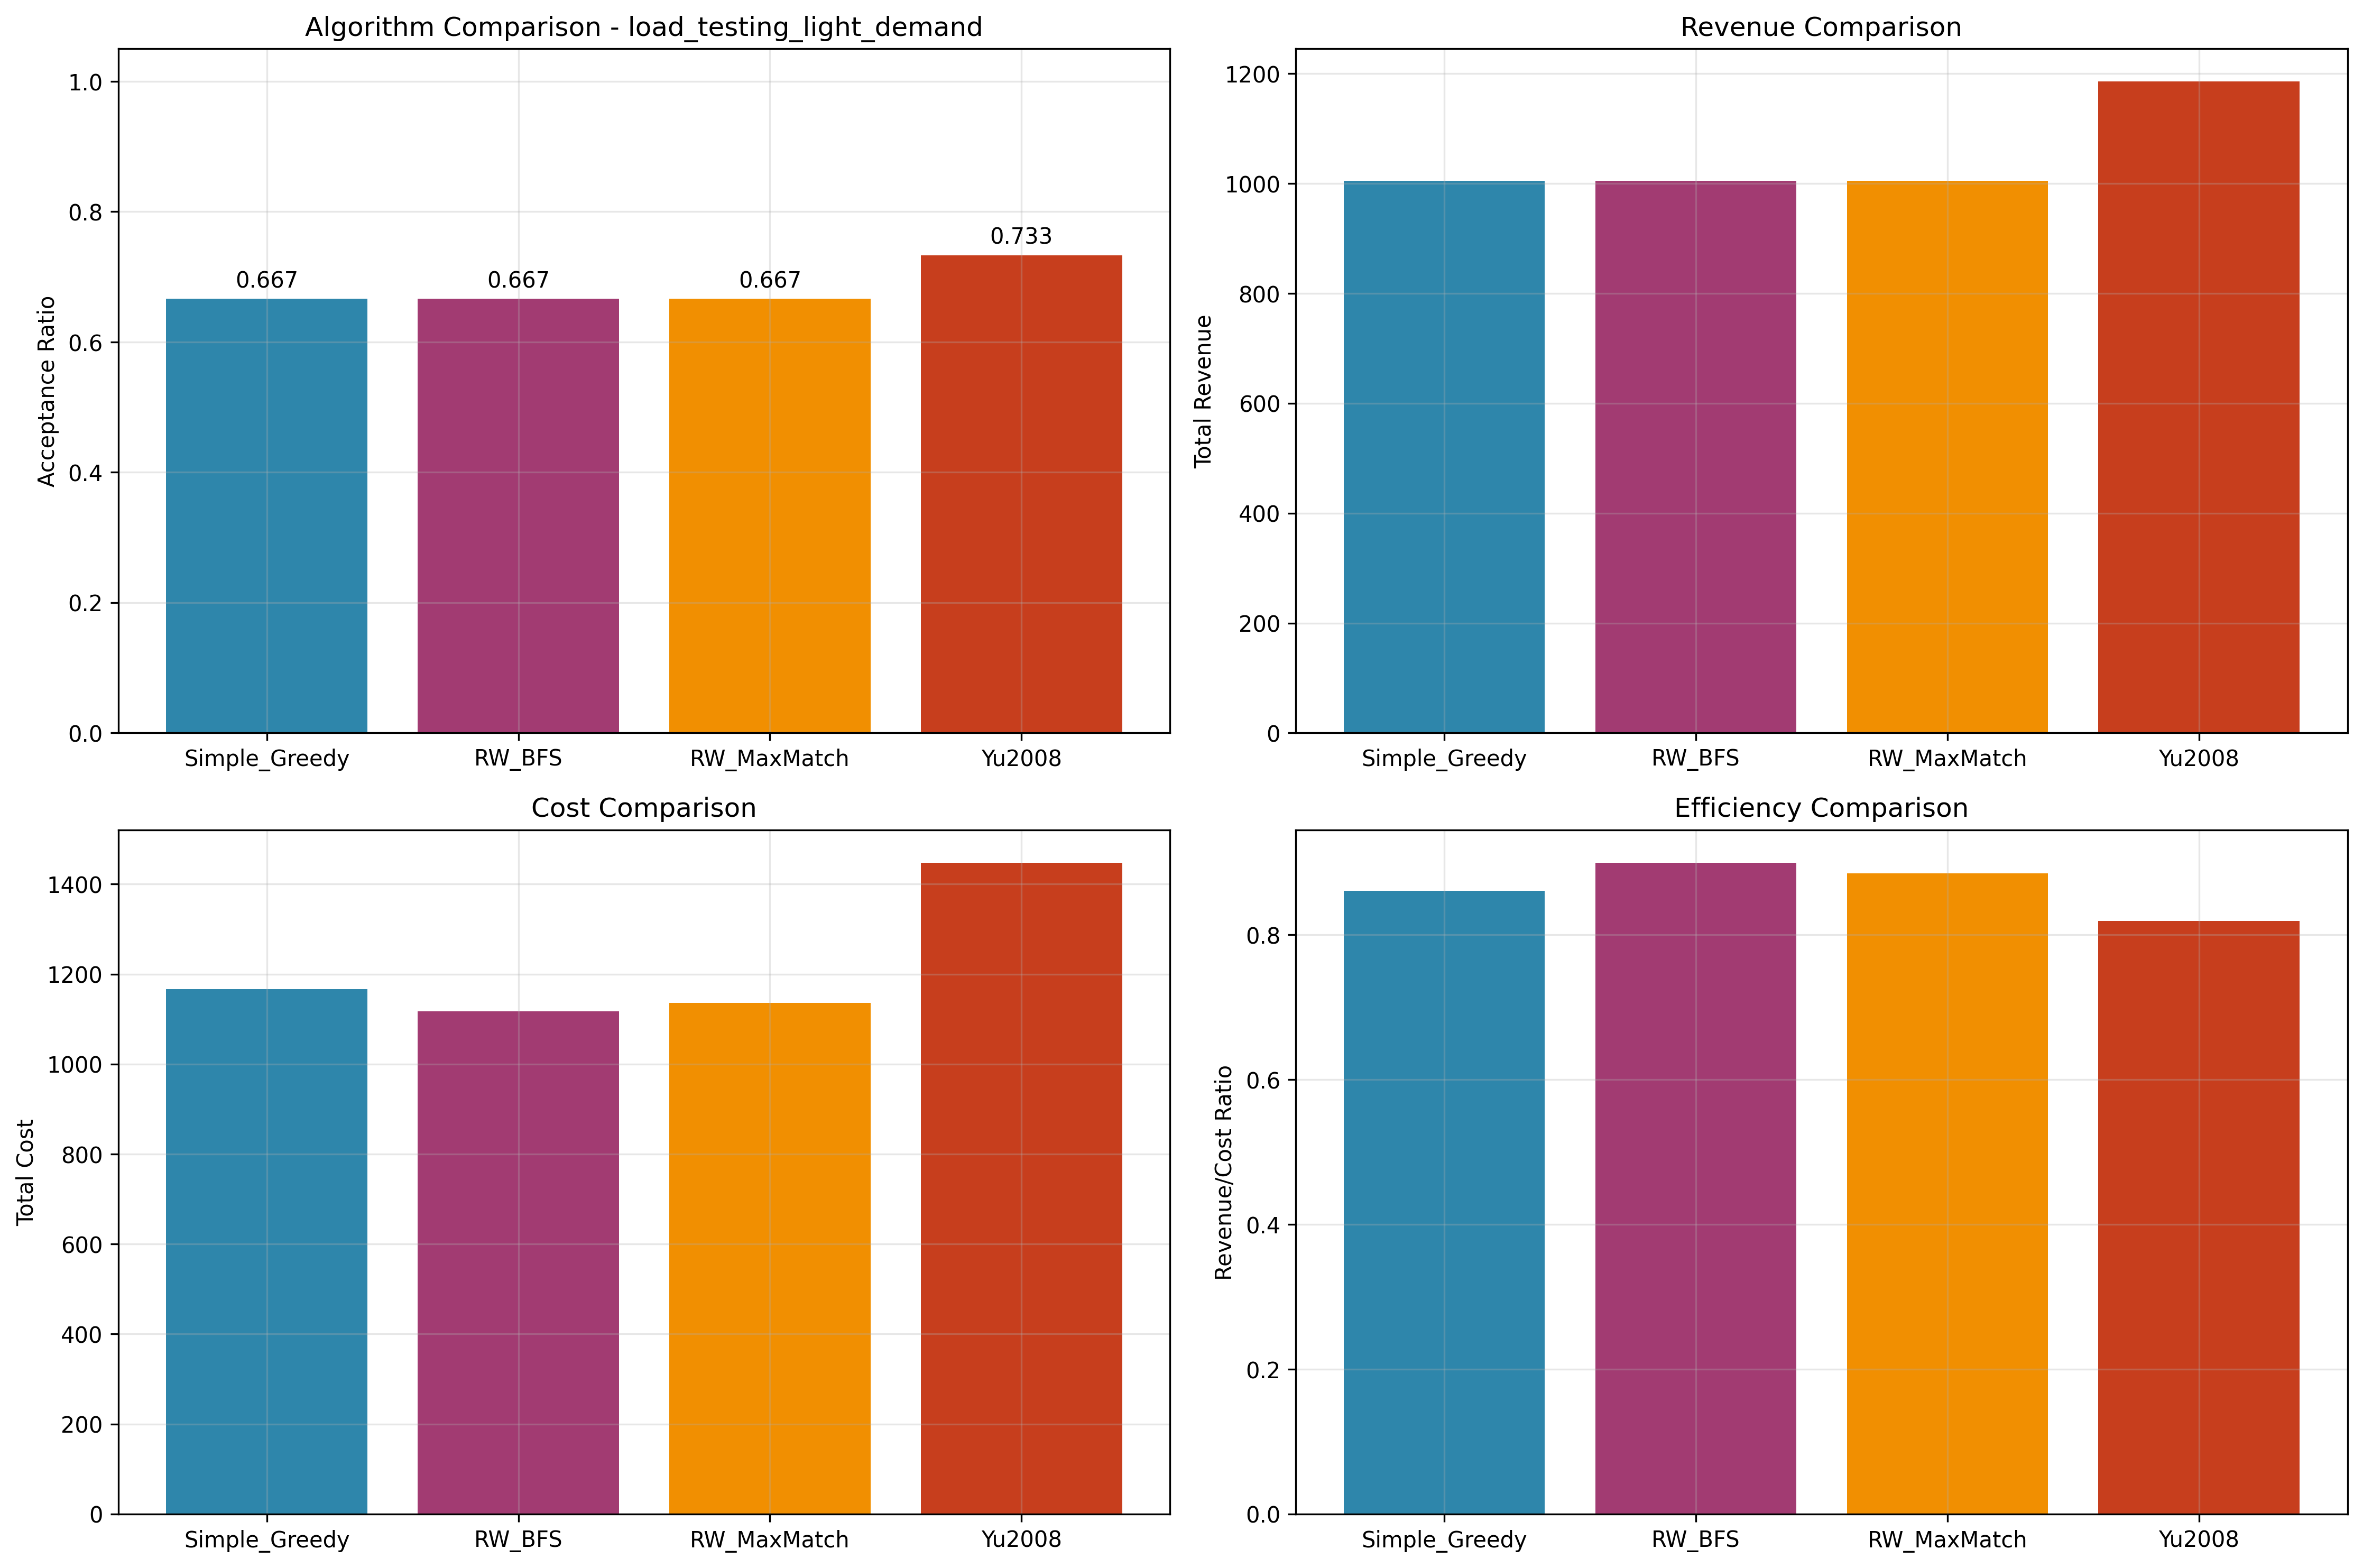 Algorithm Comparison - load_testing_light_demand
Acceptance Ratio
1.0
0.8
0.6
0.4
0.2
0.0
0.667
0.667
0.667
0.733
Simple_Greedy
RW_BFS
RW_MaxMatch
Yu2008
Revenue Comparison
Total Revenue
1200
1000
800
600
400
200
0
Simple_Greedy
RW_BFS
RW_MaxMatch
Yu2008
Cost Comparison
Total Cost
1400
1200
1000
800
600
400
200
0
Simple_Greedy
RW_BFS
RW_MaxMatch
Yu2008
Efficiency Comparison
Revenue/Cost Ratio
0.8
0.6
0.4
0.2
0.0
Simple_Greedy
RW_BFS
RW_MaxMatch
Yu2008